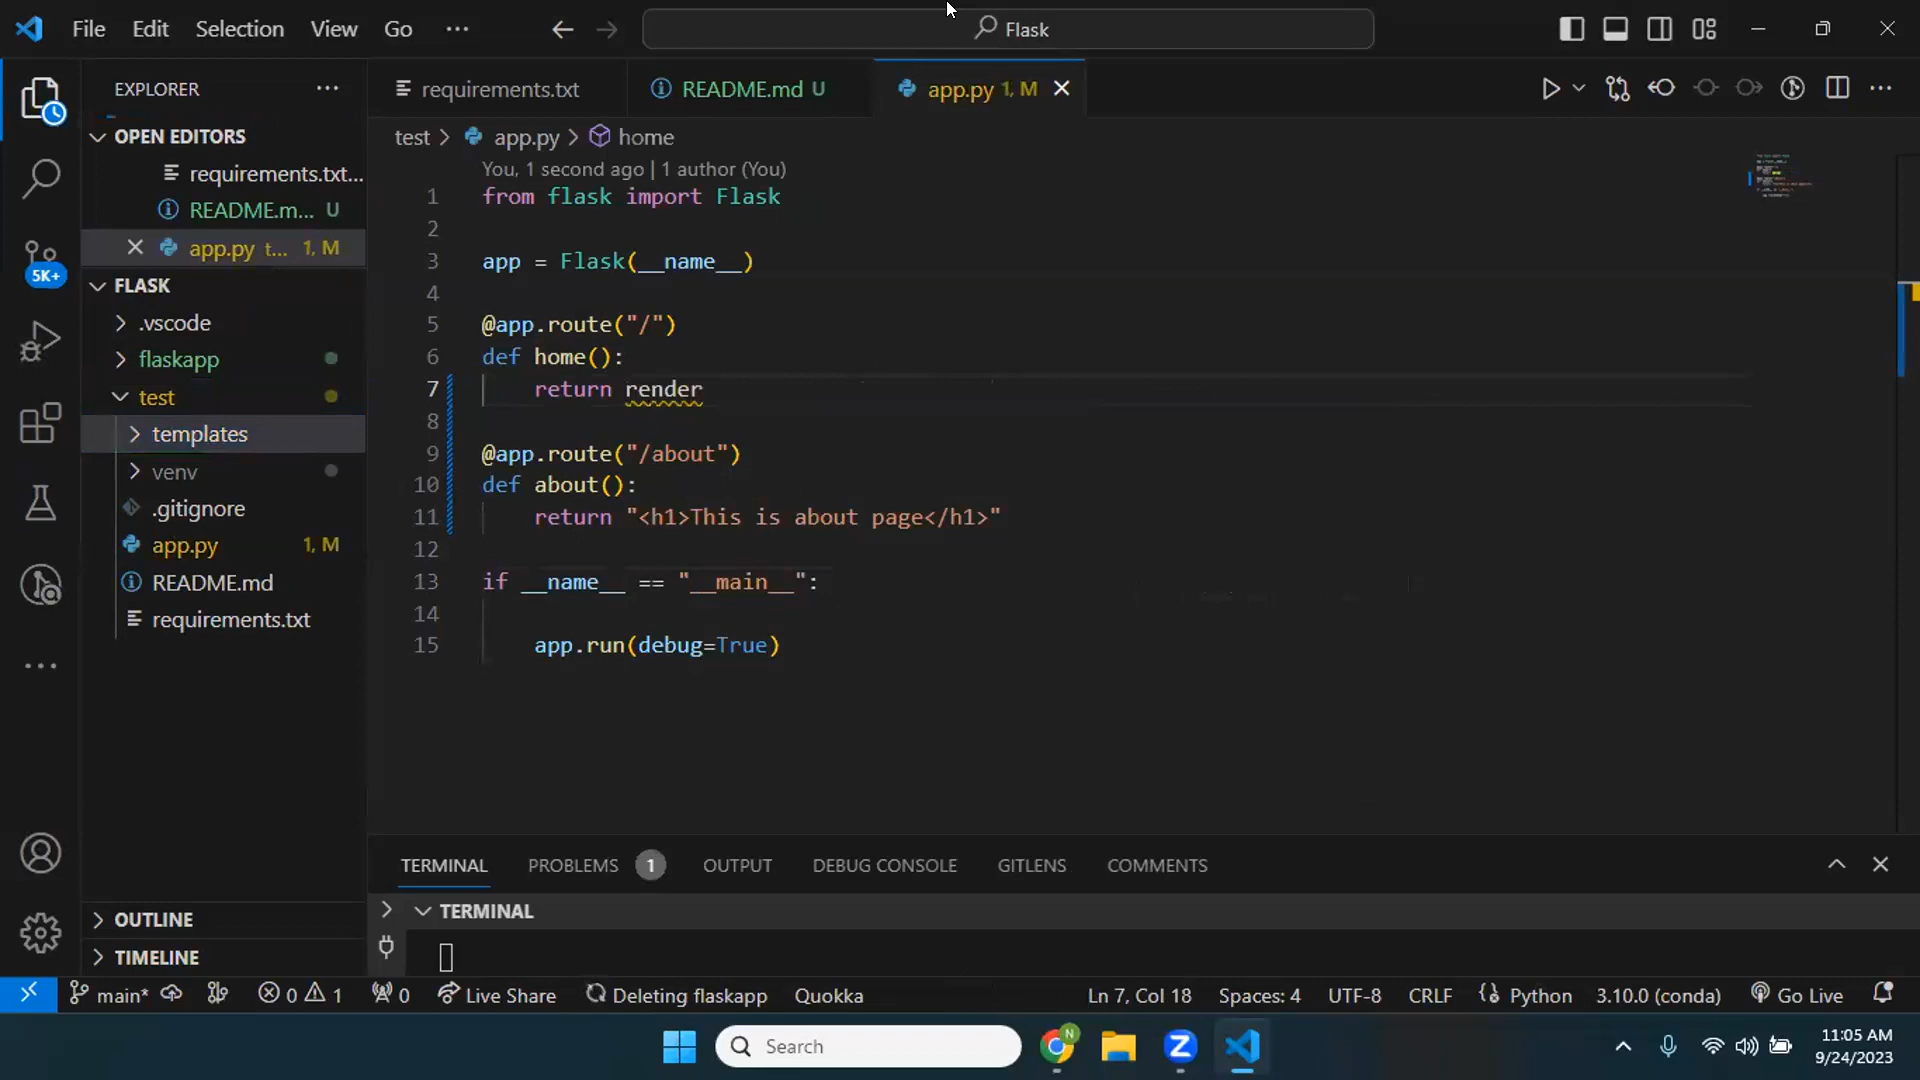 File Edit Selection View Go ··· Flask
EXPLORER ···
OPEN EDITORS
requirements.txt...
README.m... U
app.py t... 1, M
FLASK
.vscode
flaskapp
test
templates
venv
.gitignore
app.py 1, M
README.md
requirements.txt
OUTLINE
TIMELINE
5K+
requirements.txt README.md U app.py 1, M
test > app.py > home
You, 1 second ago | 1 author (You)
1 from flask import Flask
2
3 app = Flask(__name__)
4
5 @app.route("/")
6 def home():
7 return render
8
9 @app.route("/about")
10 def about():
11 return "<h1>This is about page</h1>"
12
13 if __name__ == "__main__":
14
15 app.run(debug=True)
TERMINAL PROBLEMS 1 OUTPUT DEBUG CONSOLE GITLENS COMMENTS
TERMINAL
main* 0 1 0 Live Share Deleting flaskapp Quokka Ln 7, Col 18 Spaces: 4 UTF-8 CRLF Python 3.10.0 (conda) Go Live
Search
N
Z
11:05 AM
9/24/2023